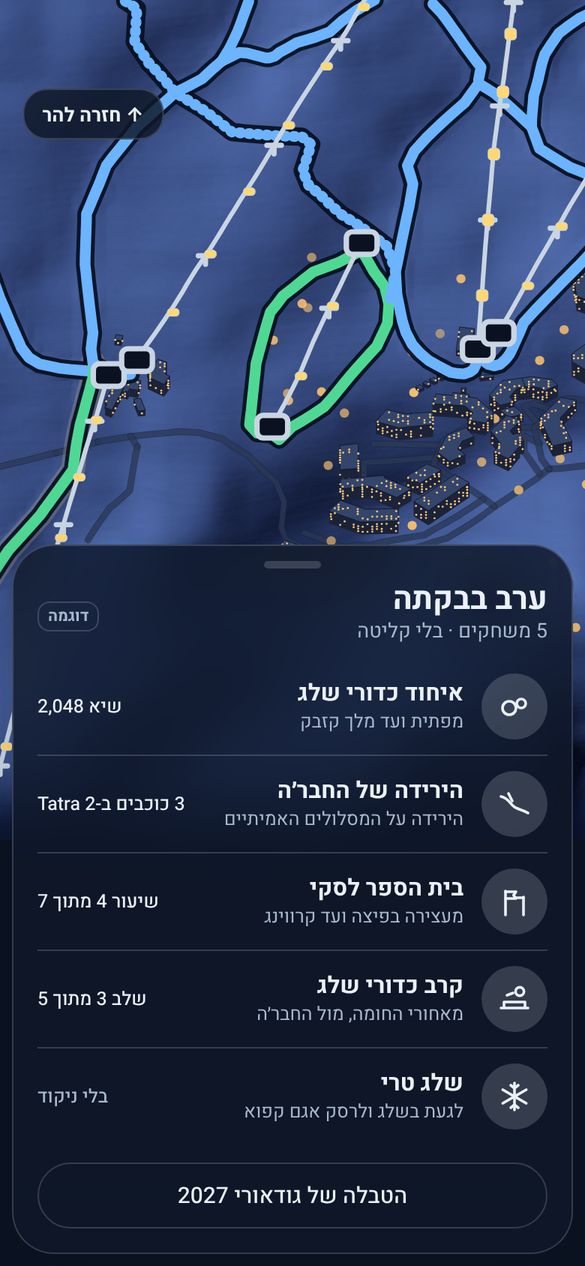 ↑ חזרה להר
ערב בבקתה
דוגמה
5 משחקים · בלי קליטה
איחוד כדורי שלג
שיא 2,048
מפתית ועד מלך קזבק
הירידה של החבר׳ה
3 כוכבים ב-Tatra 2
הירידה על המסלולים האמיתיים
בית הספר לסקי
שיעור 4 מתוך 7
מעצירה בפיצה ועד קרווינג
קרב כדורי שלג
שלב 3 מתוך 5
מאחורי החומה, מול החבר׳ה
שלג טרי
בלי ניקוד
לגעת בשלג ולרסק אגם קפוא
הטבלה של גודאורי 2027